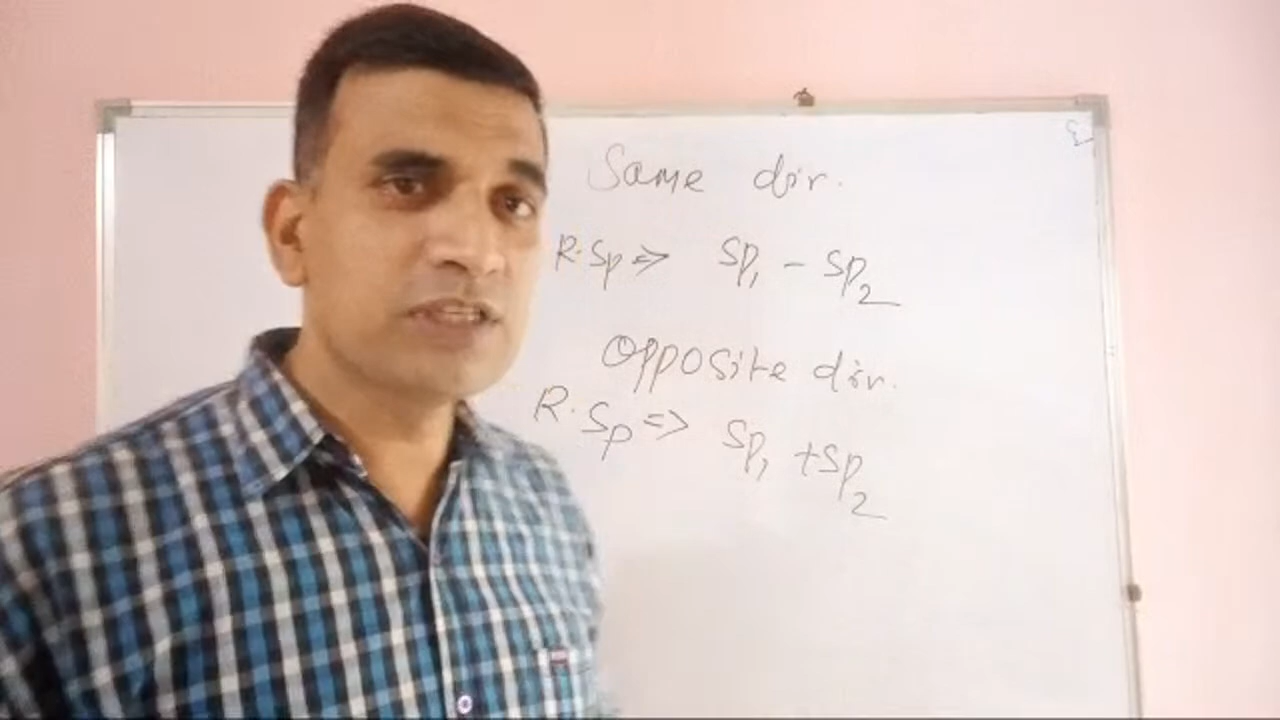 Same dir.
R. Sp => Sp1 - Sp2
Opposite dir.
R. Sp => Sp1 + Sp2